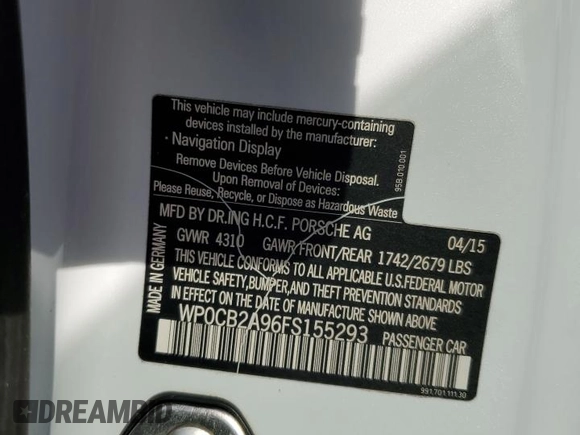 This vehicle may include mercury-containing
devices installed by the manufacturer:
· Navigation Display
Remove Devices Before Vehicle Disposal.
Upon Removal of Devices:
Please Reuse, Recycle, or Dispose as Hazardous Waste
95B.010.001
MFD BY DR.ING H.C.F. PORSCHE AG 04/15
GVWR 4310 GAWR FRONT/REAR 1742/2679 LBS
THIS VEHICLE CONFORMS TO ALL APPLICABLE U.S.FEDERAL MOTOR
VEHICLE SAFETY,BUMPER,AND THEFT PREVENTION STANDARDS
IN EFFECT ON THE DATE OF MANUFACTURE SHOWN ABOVE.
WP0CB2A96FS155293 PASSENGER CAR
991.701.111.30
MADE IN GERMANY
DREAMBID